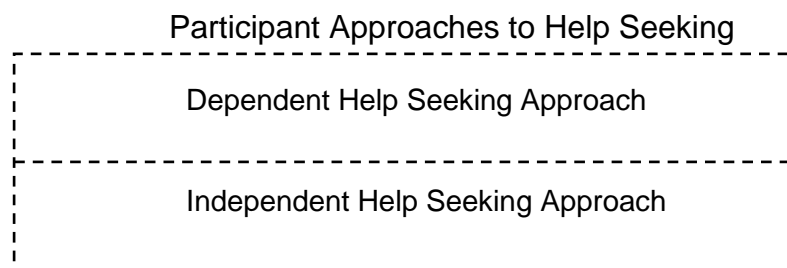 Participant Approaches to Help Seeking
Dependent Help Seeking Approach
Independent Help Seeking Approach